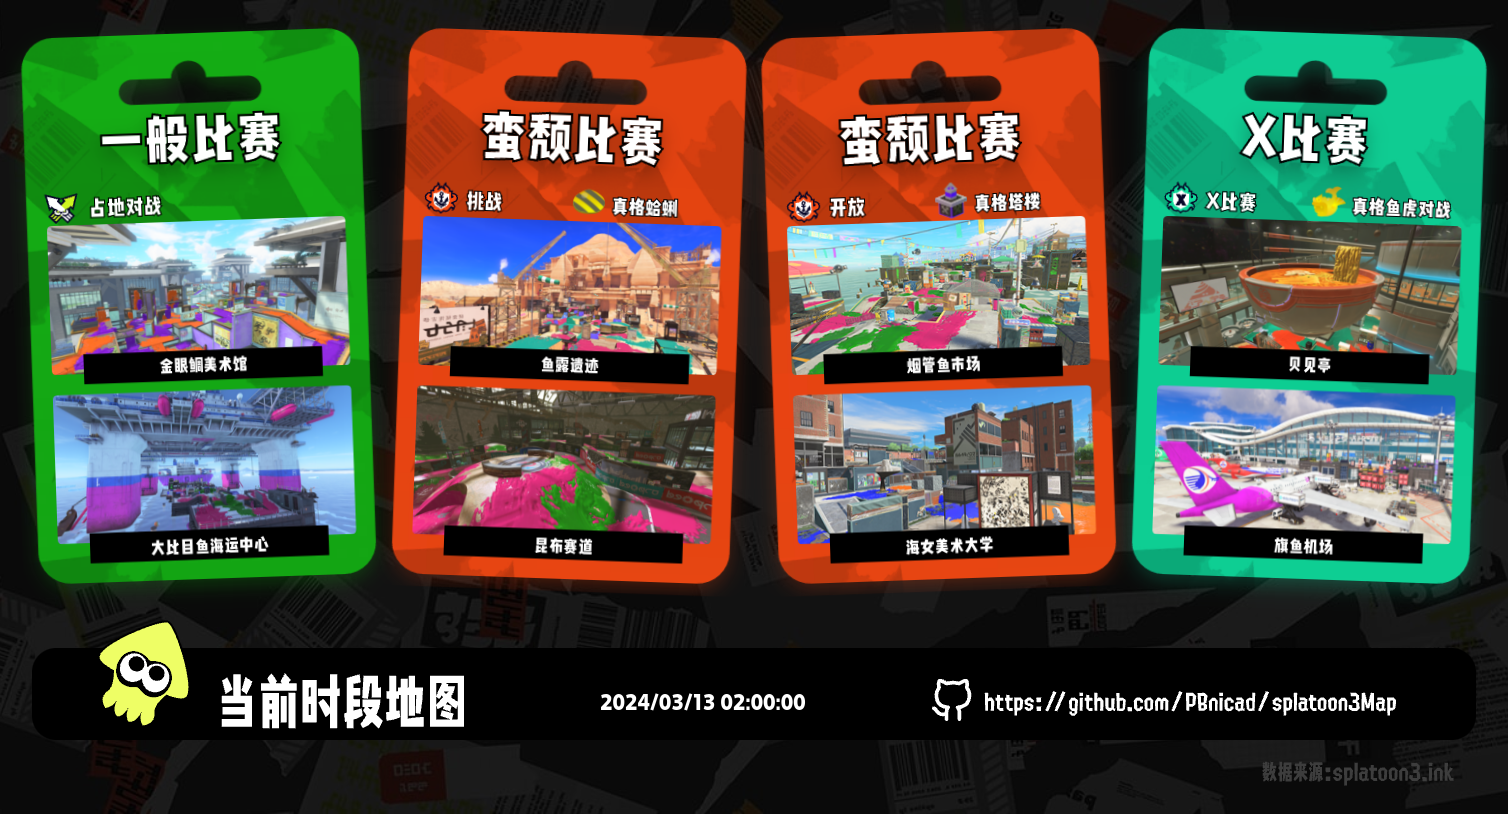 一般比赛
占地对战
金眼鲷美术馆
大比目鱼海运中心
蛮颓比赛
挑战
真格蛤蜊
鱼露遗迹
昆布赛道
蛮颓比赛
开放
真格塔楼
烟管鱼市场
海女美术大学
X比赛
X比赛
真格鱼虎对战
贝见亭
旗鱼机场
当前时段地图
2024/03/13 02:00:00
https://github.com/PBnicad/splatoon3Map
数据来源:splatoon3.ink